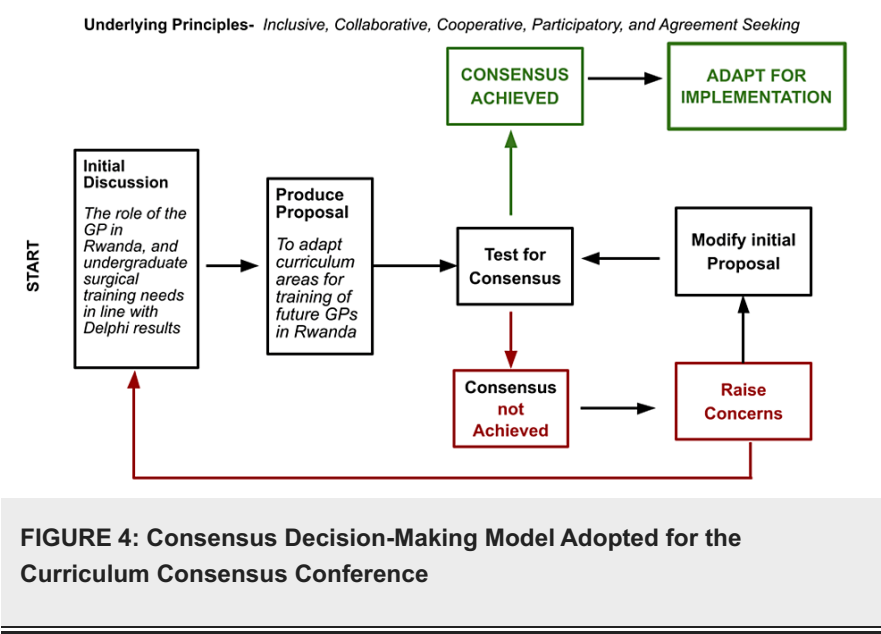 Underlying Principles- Inclusive, Collaborative, Cooperative, Participatory, and Agreement Seeking
START
Initial
Discussion
The role of the
GP in
Rwanda, and
undergraduate
surgical
training needs
in line with
Delphi results
Produce
Proposal
To adapt
curriculum
areas for
training of
future GPs
in Rwanda
Test for
Consensus
CONSENSUS
ACHIEVED
ADAPT FOR
IMPLEMENTATION
Consensus
not
Achieved
Raise
Concerns
Modify initial
Proposal
FIGURE 4: Consensus Decision-Making Model Adopted for the
Curriculum Consensus Conference